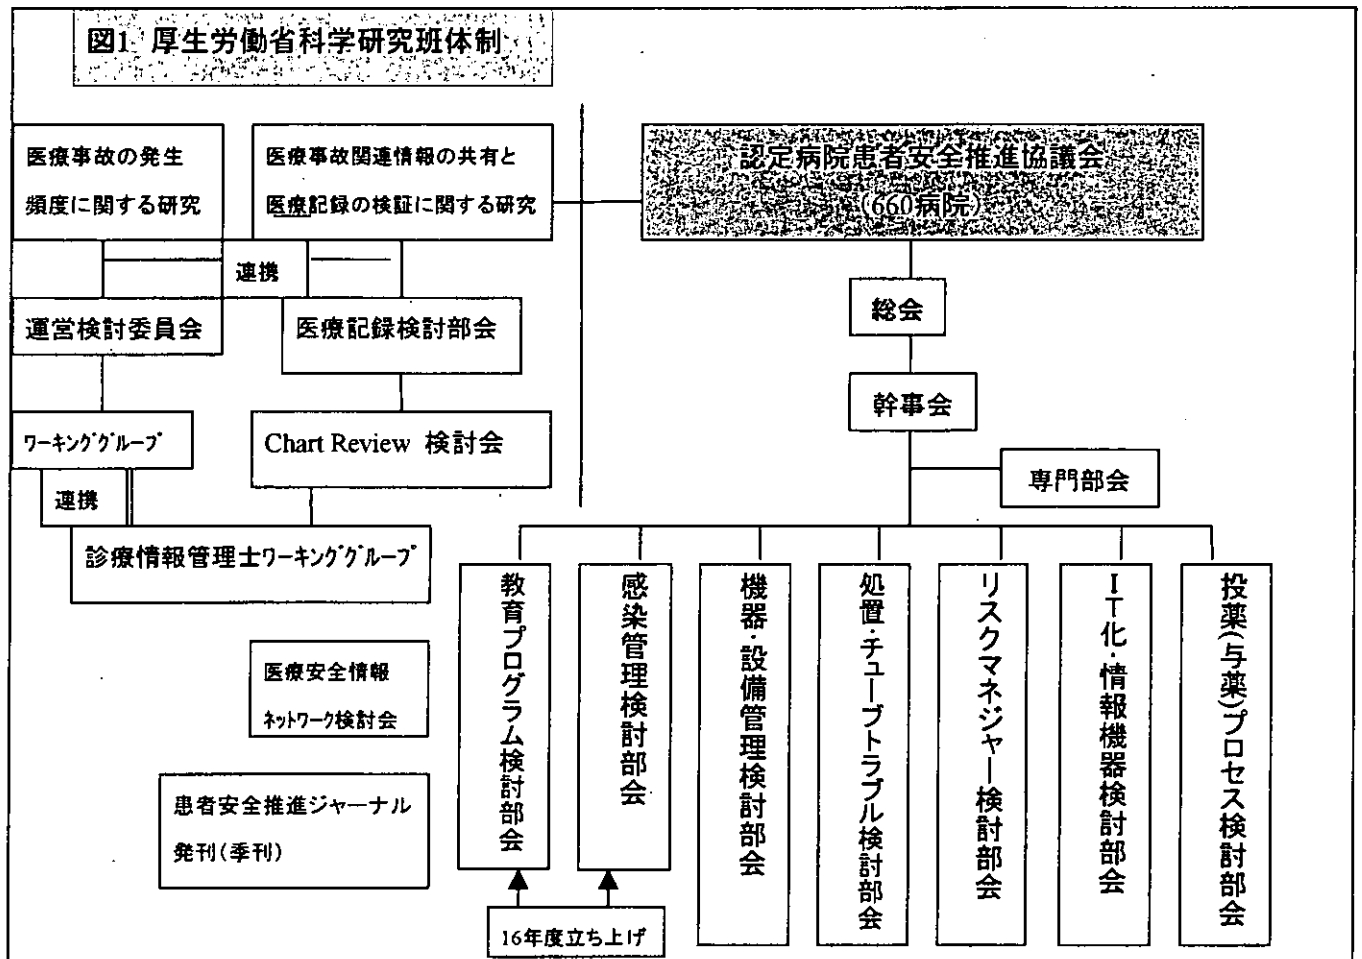 図1 厚生労働省科学研究班体制
医療事故の発生
頻度に関する研究
医療事故関連情報の共有と
医療記録の検証に関する研究
認定病院患者安全推進協議会
(660病院)
連携
運営検討委員会
医療記録検討部会
総会
幹事会
ワーキンググループ
Chart Review 検討会
専門部会
連携
診療情報管理士ワーキンググループ
教育プログラム検討部会
感染管理検討部会
機器・設備管理検討部会
処置・チューブトラブル検討部会
リスクマネジャー検討部会
IT化・情報機器検討部会
投薬(与薬)プロセス検討部会
医療安全情報
ネットワーク検討会
患者安全推進ジャーナル
発刊(季刊)
16年度立ち上げ